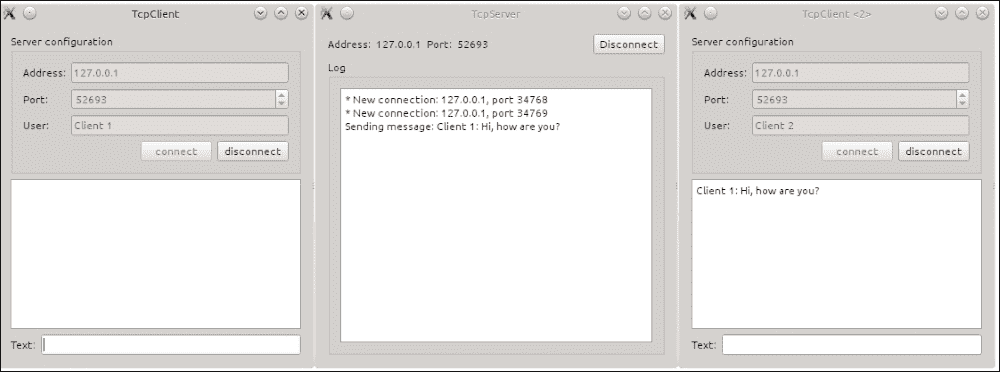 TcpClient
Server configuration
Address: 127.0.0.1
Port: 52693
User: Client 1
connect disconnect
Text:
TcpServer
Address: 127.0.0.1 Port: 52693 Disconnect
Log
* New connection: 127.0.0.1, port 34768
* New connection: 127.0.0.1, port 34769
Sending message: Client 1: Hi, how are you?
TcpClient <2>
Server configuration
Address: 127.0.0.1
Port: 52693
User: Client 2
connect disconnect
Client 1: Hi, how are you?
Text: